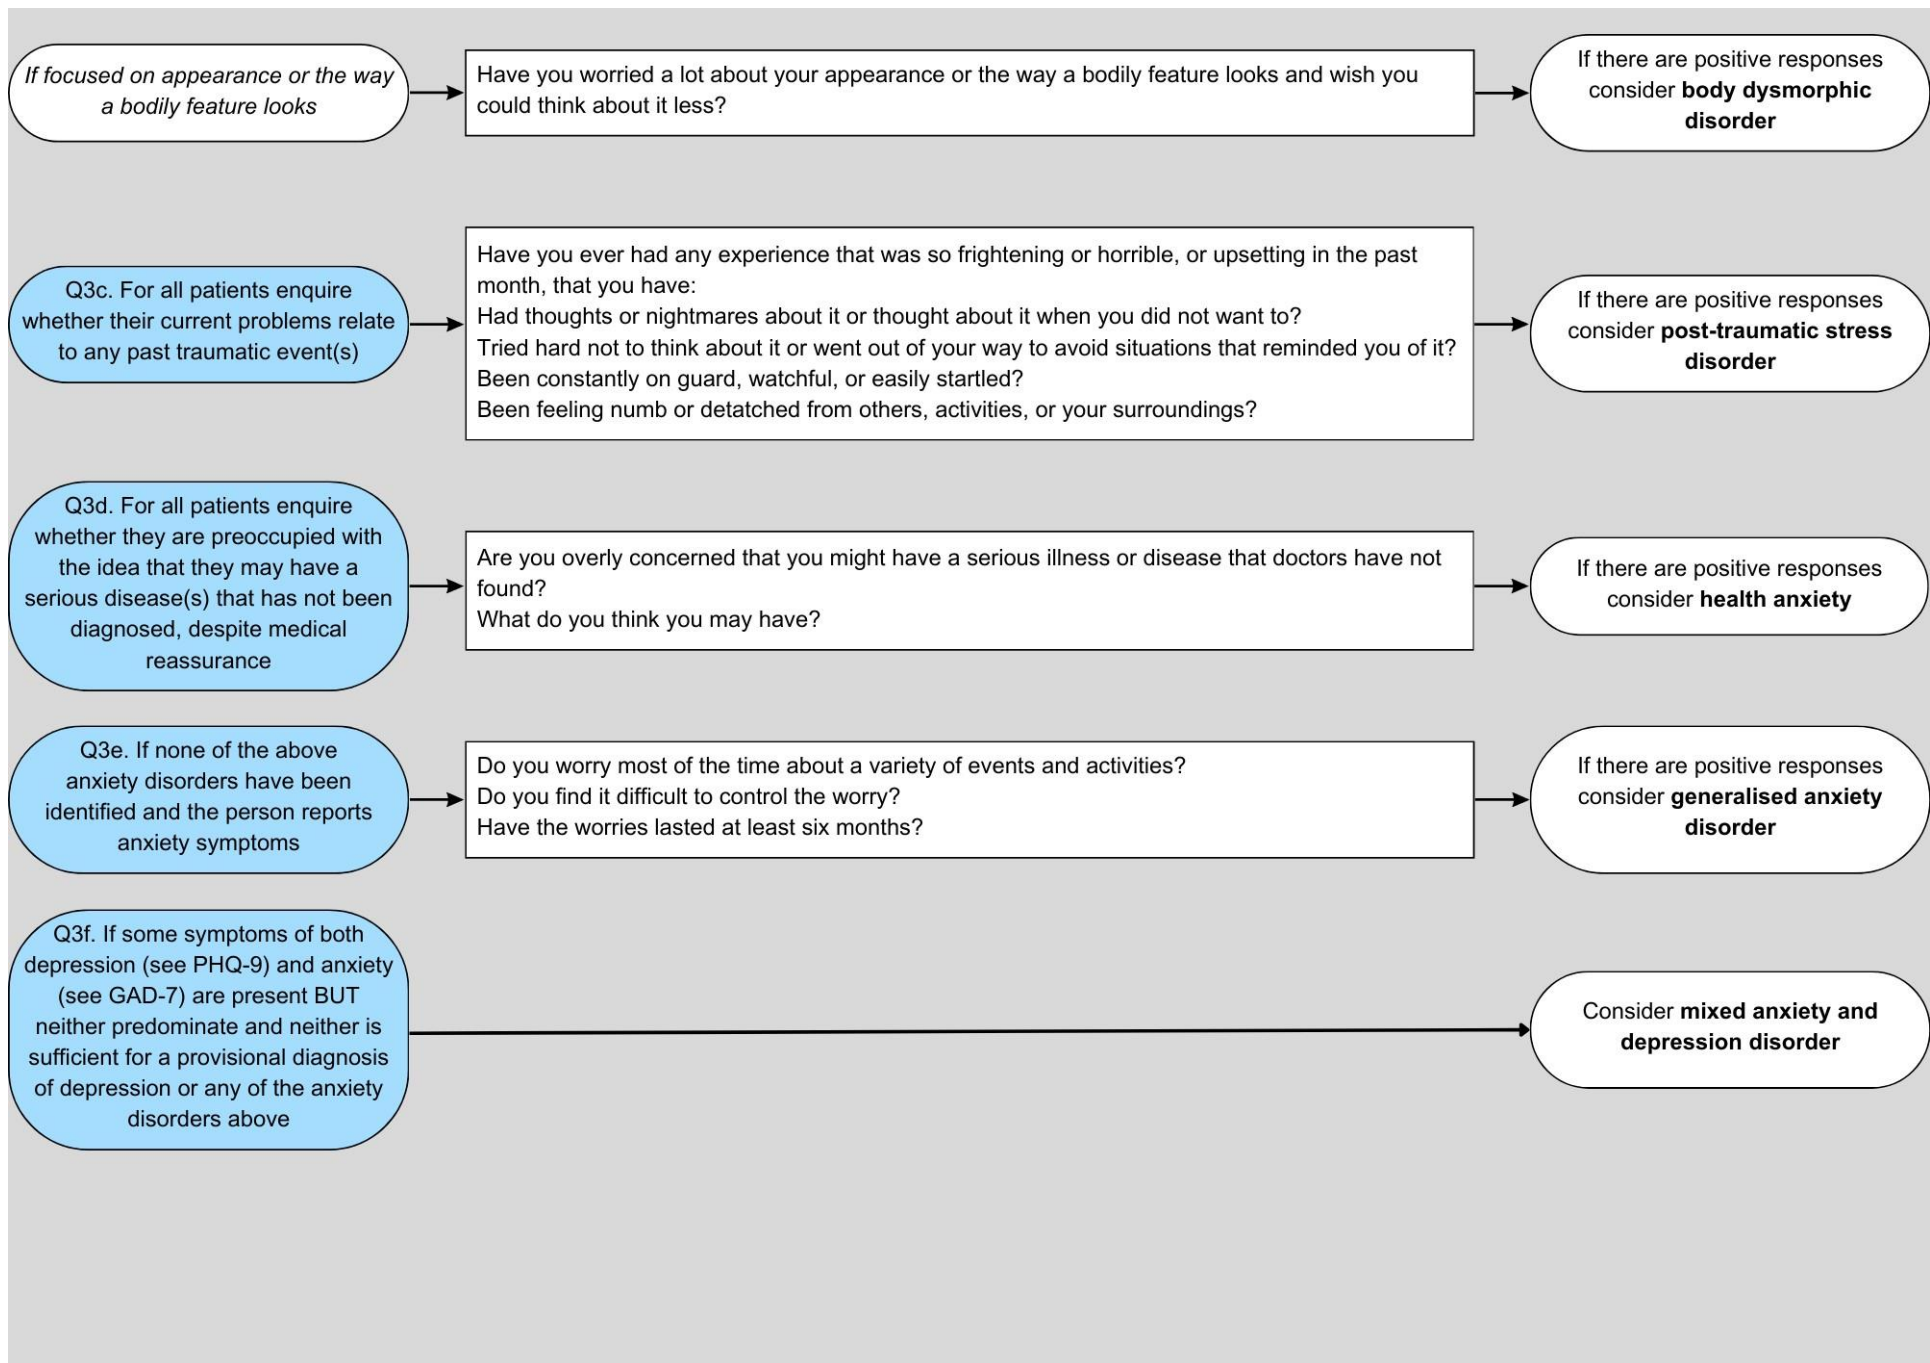 If focused on appearance or the way
a bodily feature looks
Have you worried a lot about your appearance or the way a bodily feature looks and wish you
could think about it less?
If there are positive responses
consider body dysmorphic
disorder
Q3c. For all patients enquire
whether their current problems relate
to any past traumatic event(s)
Have you ever had any experience that was so frightening or horrible, or upsetting in the past
month, that you have:
Had thoughts or nightmares about it or thought about it when you did not want to?
Tried hard not to think about it or went out of your way to avoid situations that reminded you of it?
Been constantly on guard, watchful, or easily startled?
Been feeling numb or detatched from others, activities, or your surroundings?
If there are positive responses
consider post-traumatic stress
disorder
Q3d. For all patients enquire
whether they are preoccupied with
the idea that they may have a
serious disease(s) that has not been
diagnosed, despite medical
reassurance
Are you overly concerned that you might have a serious illness or disease that doctors have not
found?
What do you think you may have?
If there are positive responses
consider health anxiety
Q3e. If none of the above
anxiety disorders have been
identified and the person reports
anxiety symptoms
Do you worry most of the time about a variety of events and activities?
Do you find it difficult to control the worry?
Have the worries lasted at least six months?
If there are positive responses
consider generalised anxiety
disorder
Q3f. If some symptoms of both
depression (see PHQ-9) and anxiety
(see GAD-7) are present BUT
neither predominate and neither is
sufficient for a provisional diagnosis
of depression or any of the anxiety
disorders above
Consider mixed anxiety and
depression disorder